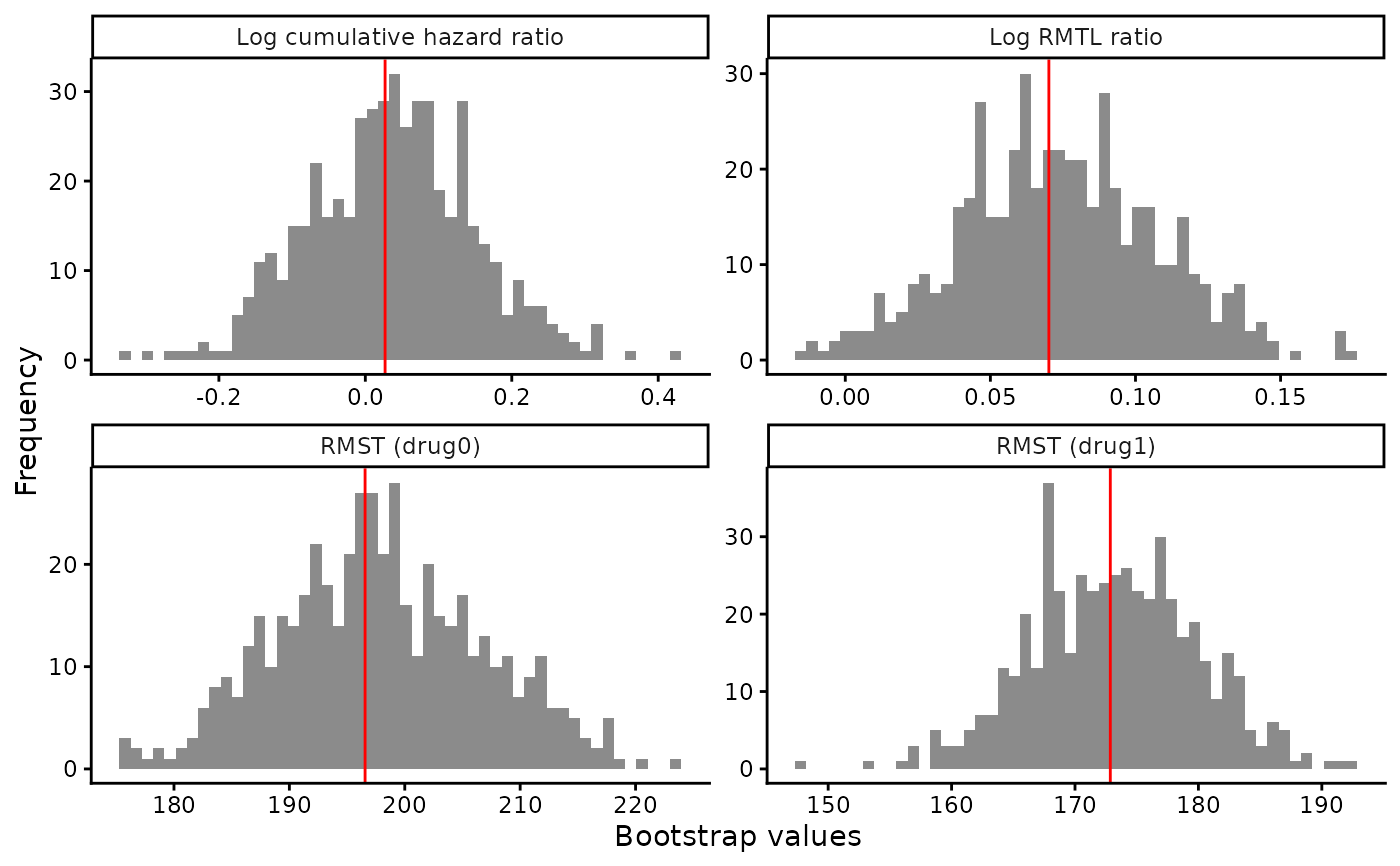 Log cumulative hazard ratio
Log RMTL ratio
30
20
10
0
-0.2 0.0 0.2 0.4
30
20
10
0
0.00 0.05 0.10 0.15
RMST (drug0)
RMST (drug1)
20
10
0
180 190 200 210 220
30
20
10
0
150 160 170 180 190
Frequency
Bootstrap values